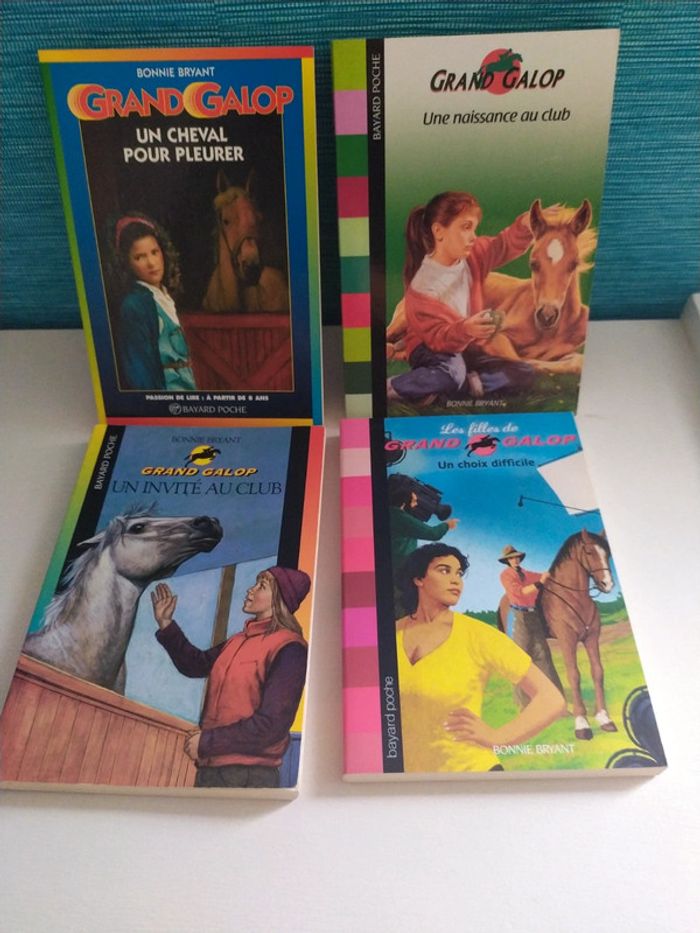 BONNIE BRYANT
GRAND GALOP
UN CHEVAL
POUR PLEURER
PASSION DE LIRE : À PARTIR DE 8 ANS
BAYARD POCHE
BAYARD POCHE
GRAND GALOP
Une naissance au club
BONNIE BRYANT
BAYARD POCHE
BONNIE BRYANT
GRAND GALOP
UN INVITÉ AU CLUB
Les filles de
GRAND GALOP
Un choix difficile
bayard poche
BONNIE BRYANT